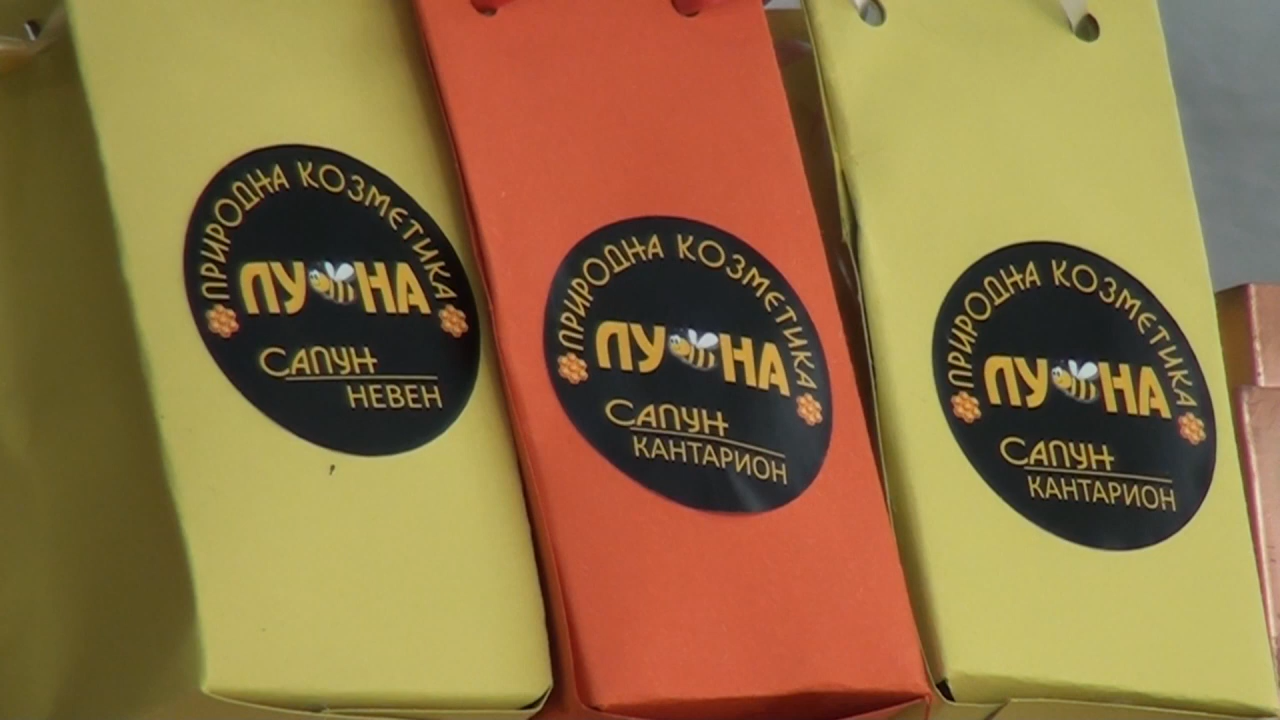 ПРИРОДНА КОЗМЕТИКА
ЛУНА
САПУН
НЕВЕН
ПРИРОДНА КОЗМЕТИКА
ЛУНА
САПУН
КАНТАРИОН
ПРИРОДНА КОЗМЕТИКА
ЛУНА
САПУН
КАНТАРИОН